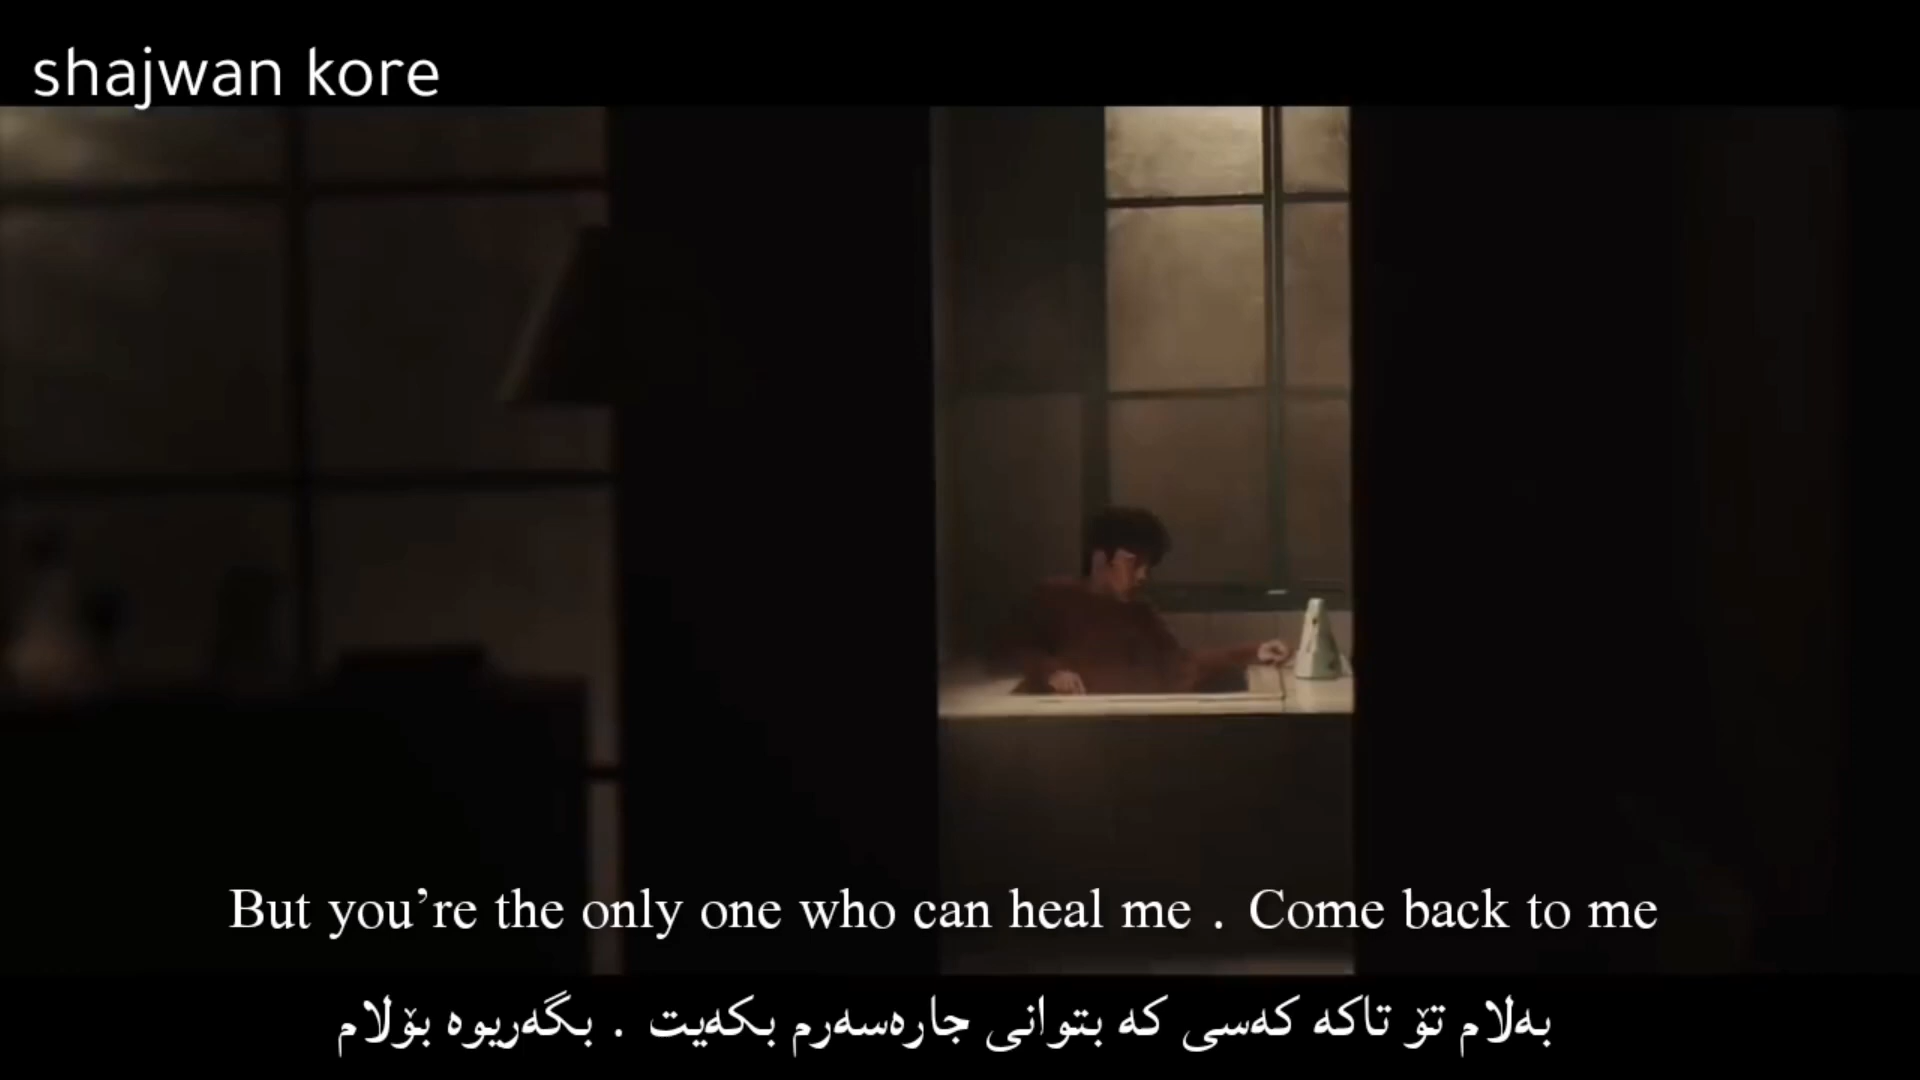 shajwan kore
But you’re the only one who can heal me . Come back to me
بەلام تۆ تاکە کەسی کە بتوانی جارەسەرم بکەیت . بگەریوە بۆلام